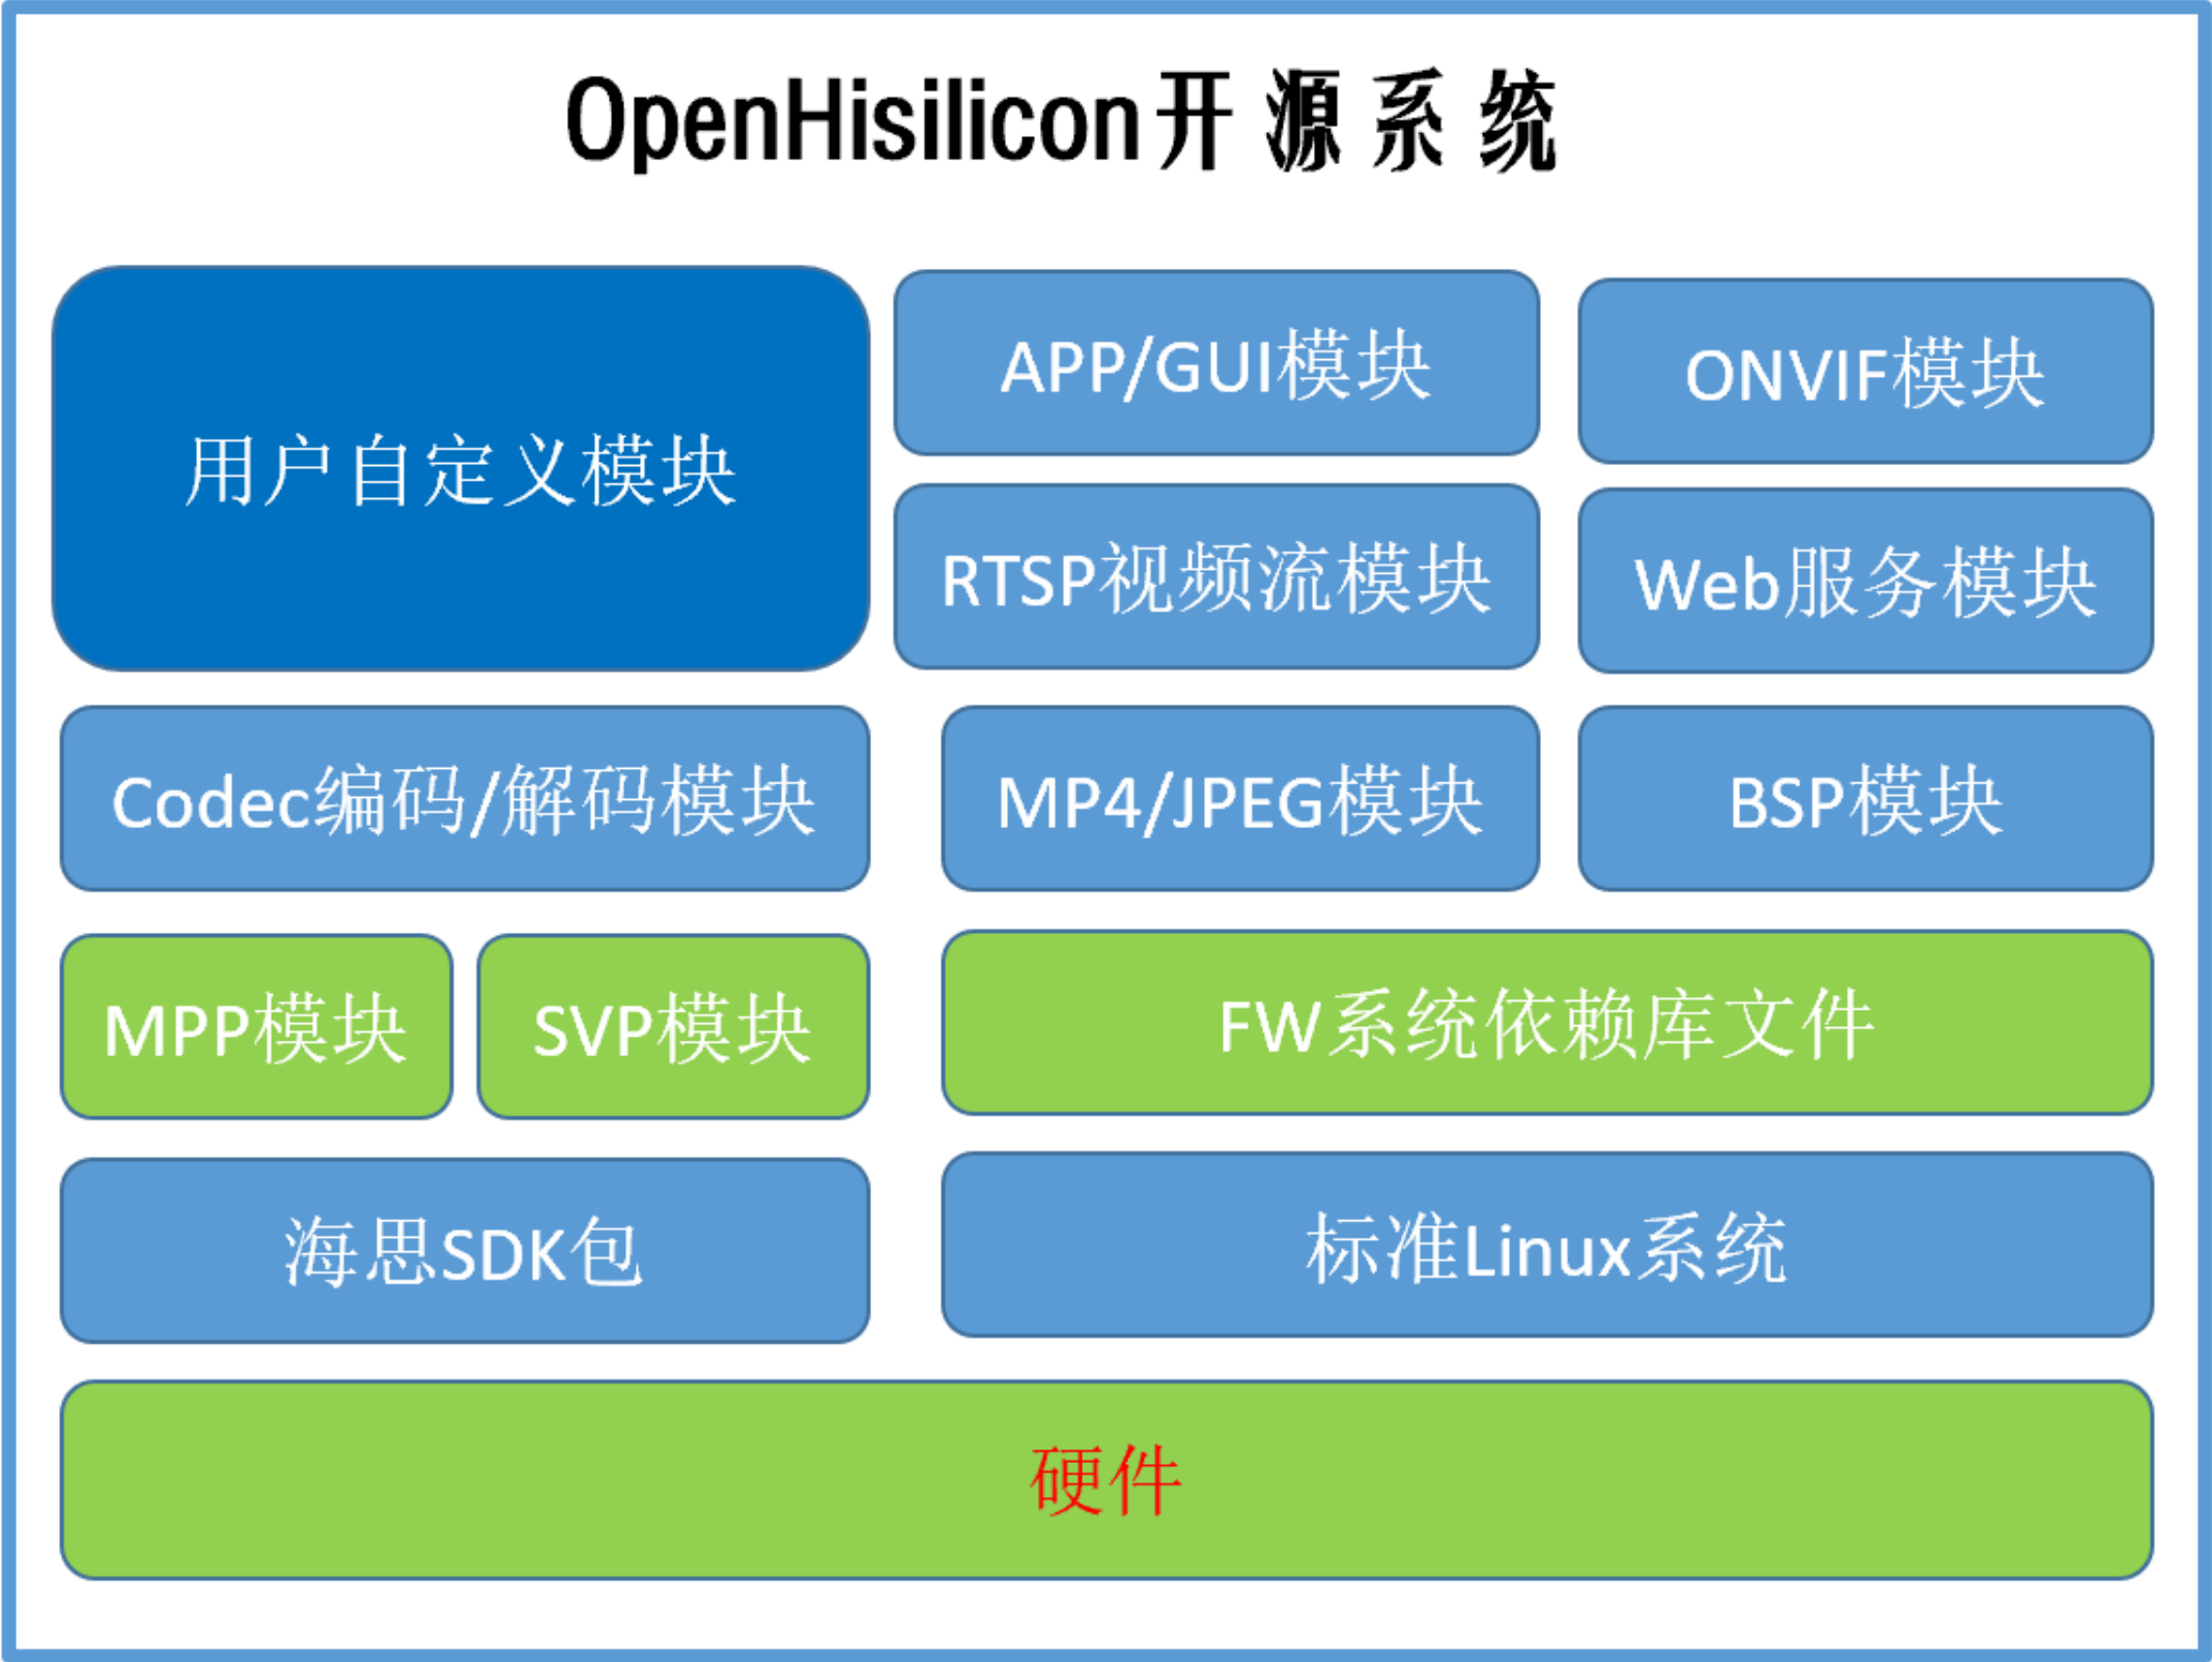 OpenHisilicon开源系统
用户自定义模块
APP/GUI模块
ONVIF模块
RTSP视频流模块
Web服务模块
Codec编码/解码模块
MP4/JPEG模块
BSP模块
MPP模块
SVP模块
FW系统依赖库文件
海思SDK包
标准Linux系统
硬件